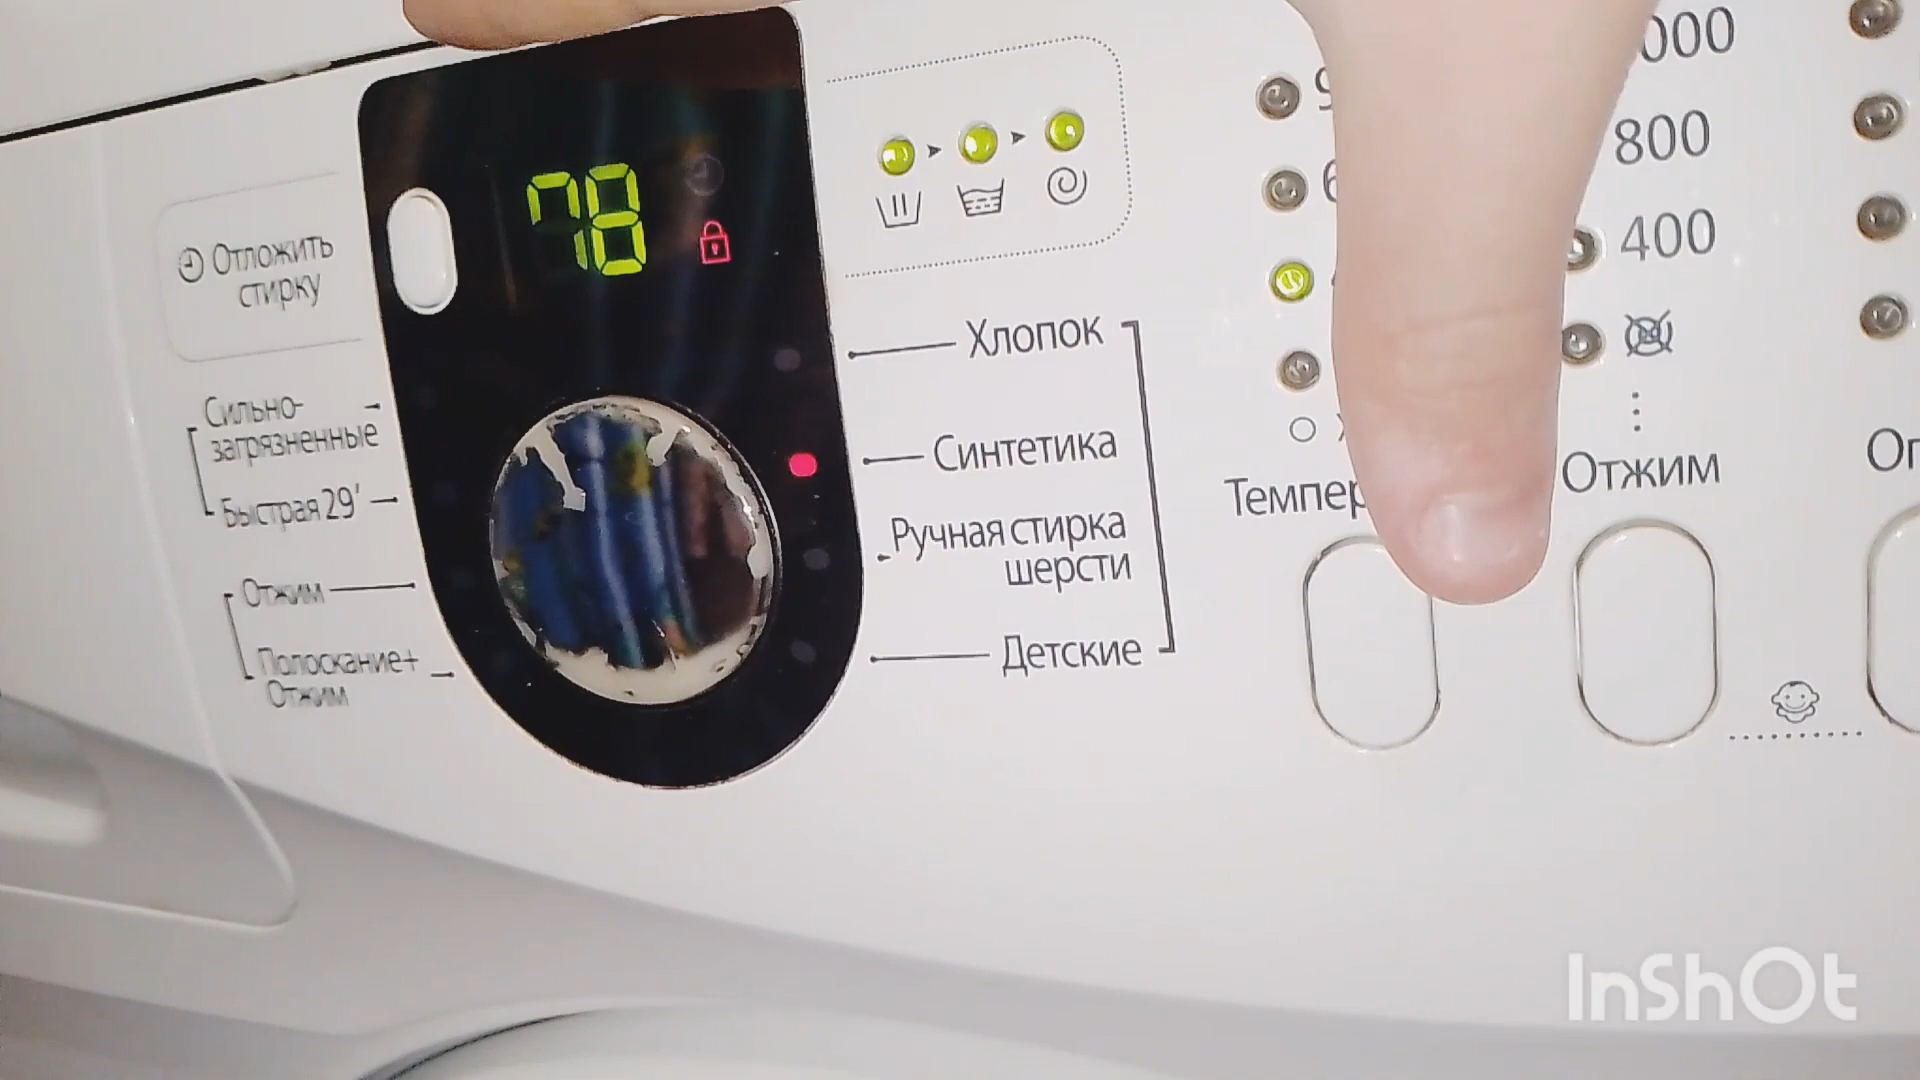 78
Отложить
стирку
Сильно-
загрязненные
Быстрая 29'
Отжим
Полоскание+
Отжим
Хлопок
Синтетика
Ручная стирка
шерсти
Детские
800
400
Отжим
InShOt